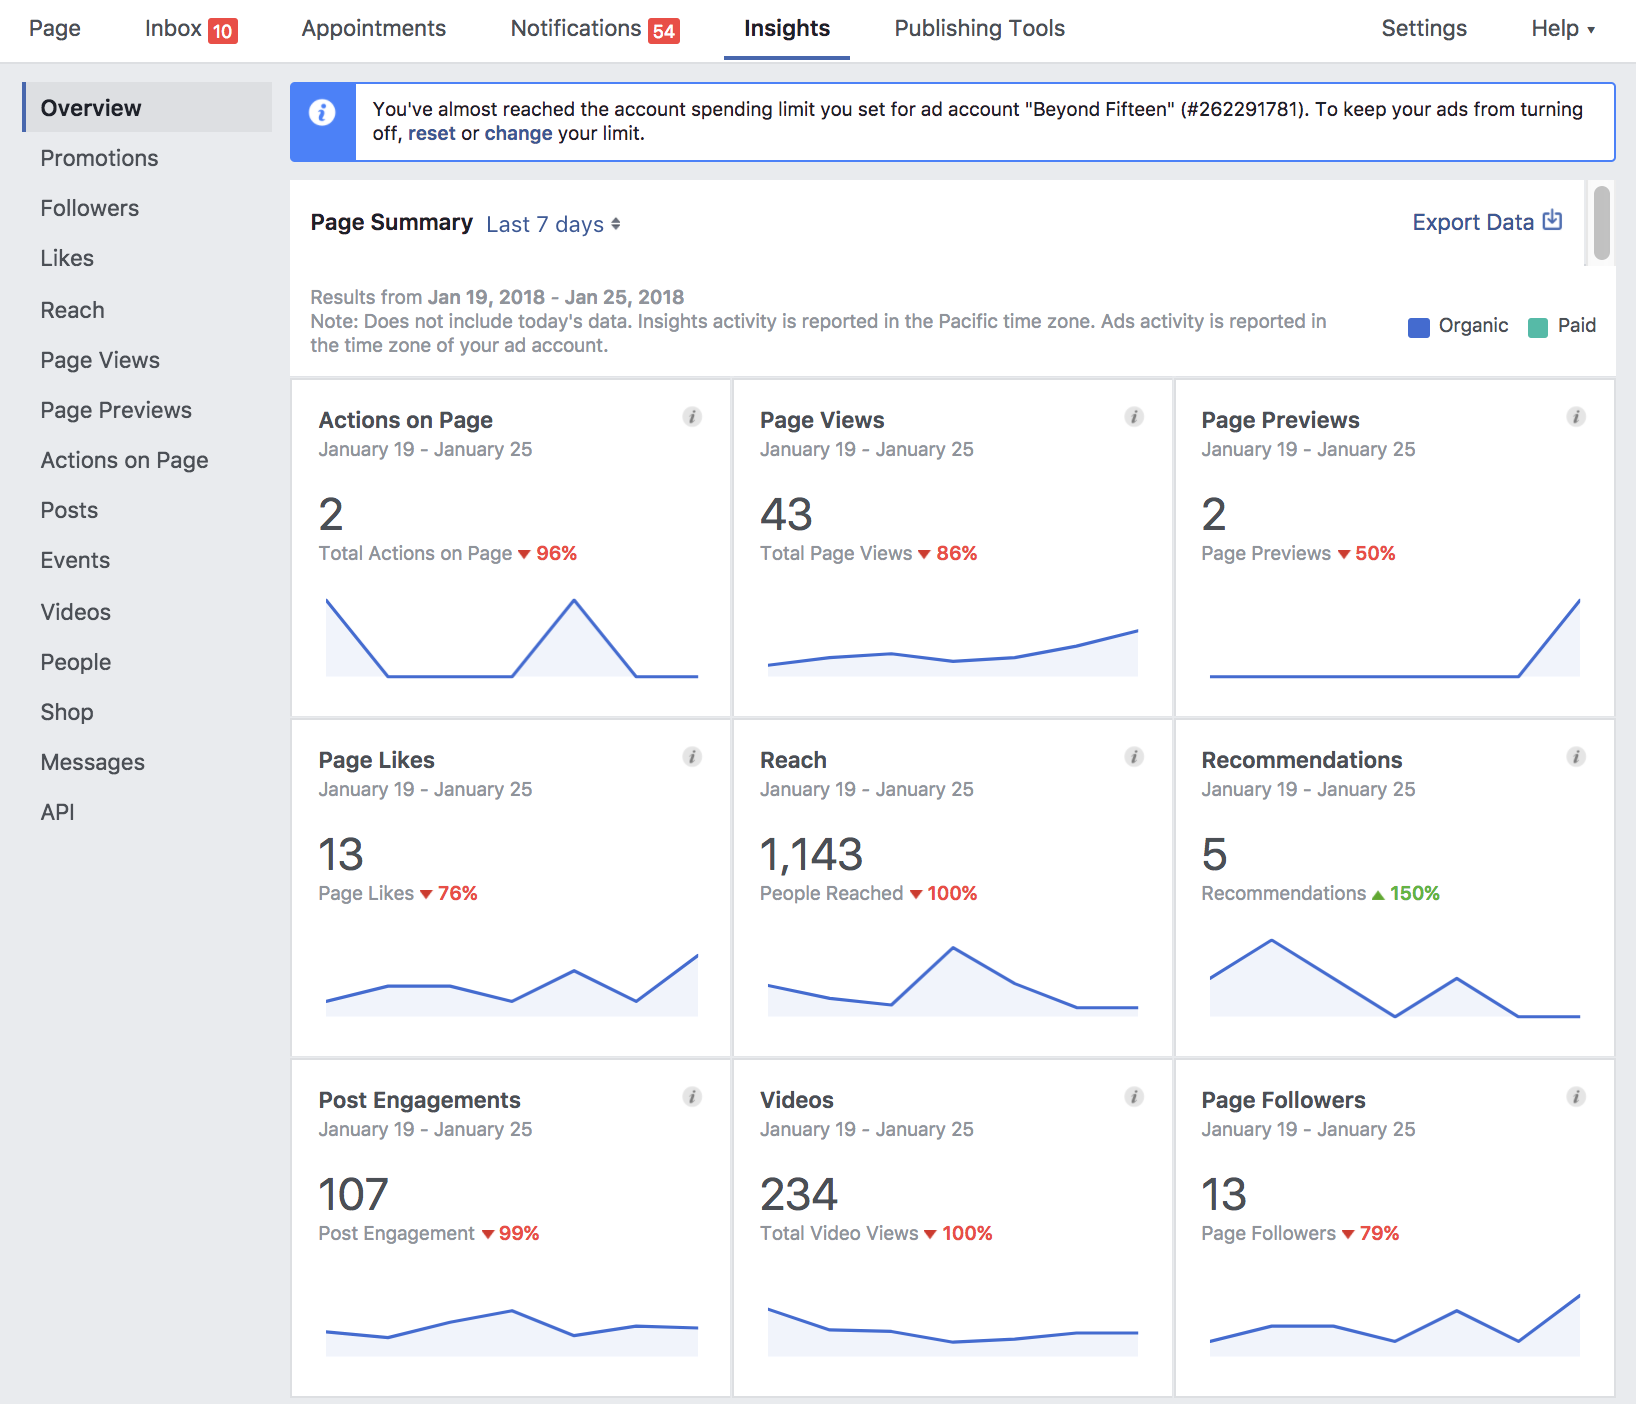 Page Inbox 10 Appointments Notifications 54 Insights Publishing Tools Settings Help
Overview
Promotions
Followers
Likes
Reach
Page Views
Page Previews
Actions on Page
Posts
Events
Videos
People
Shop
Messages
API
You've almost reached the account spending limit you set for ad account "Beyond Fifteen" (#262291781). To keep your ads from turning
off, reset or change your limit.
Page Summary Last 7 days
Export Data
Results from Jan 19, 2018 - Jan 25, 2018
Note: Does not include today's data. Insights activity is reported in the Pacific time zone. Ads activity is reported in
the time zone of your ad account.
Organic Paid
Actions on Page
January 19 - January 25
2
Total Actions on Page ▼ 96%
Page Views
January 19 - January 25
43
Total Page Views ▼ 86%
Page Previews
January 19 - January 25
2
Page Previews ▼ 50%
Page Likes
January 19 - January 25
13
Page Likes ▼ 76%
Reach
January 19 - January 25
1,143
People Reached ▼ 100%
Recommendations
January 19 - January 25
5
Recommendations ▲ 150%
Post Engagements
January 19 - January 25
107
Post Engagement ▼ 99%
Videos
January 19 - January 25
234
Total Video Views ▼ 100%
Page Followers
January 19 - January 25
13
Page Followers ▼ 79%